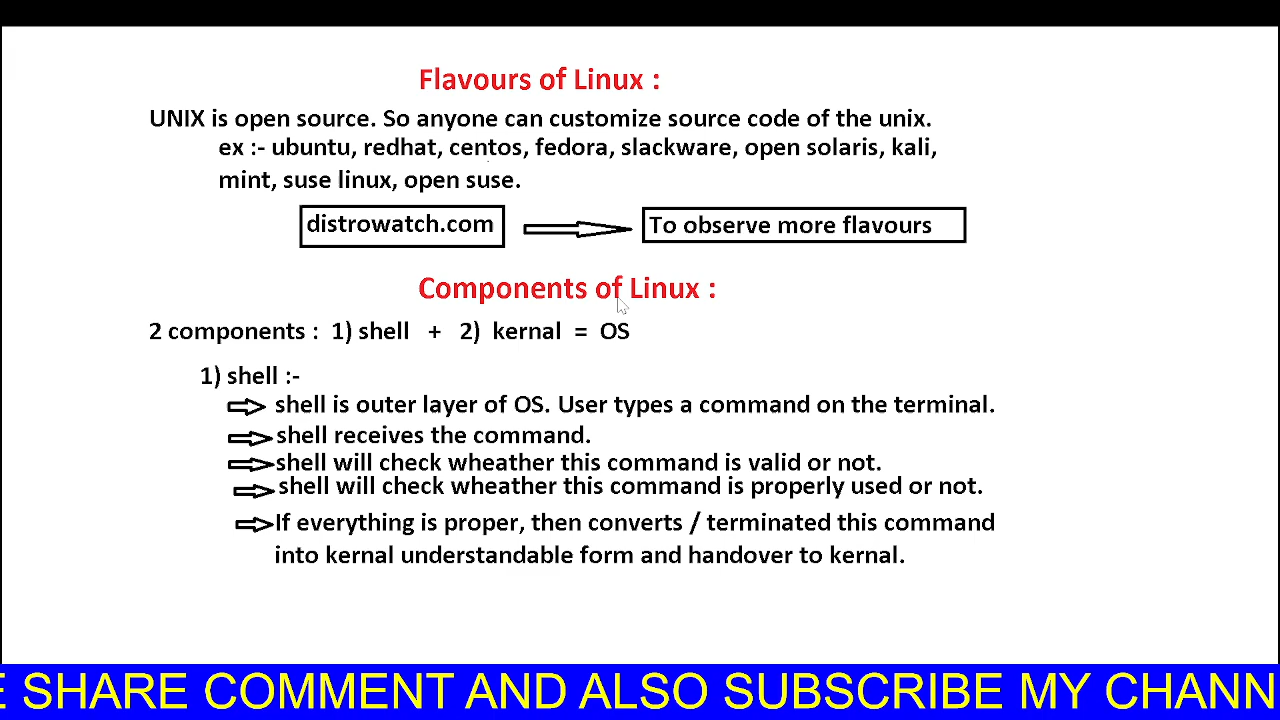 Flavours of Linux :
UNIX is open source. So anyone can customize source code of the unix.
ex :- ubuntu, redhat, centos, fedora, slackware, open solaris, kali,
mint, suse linux, open suse.
distrowatch.com
To observe more flavours
Components of Linux :
2 components : 1) shell + 2) kernal = OS
1) shell :-
shell is outer layer of OS. User types a command on the terminal.
shell receives the command.
shell will check wheather this command is valid or not.
shell will check wheather this command is properly used or not.
If everything is proper, then converts / terminated this command
into kernal understandable form and handover to kernal.
E SHARE COMMENT AND ALSO SUBSCRIBE MY CHANN